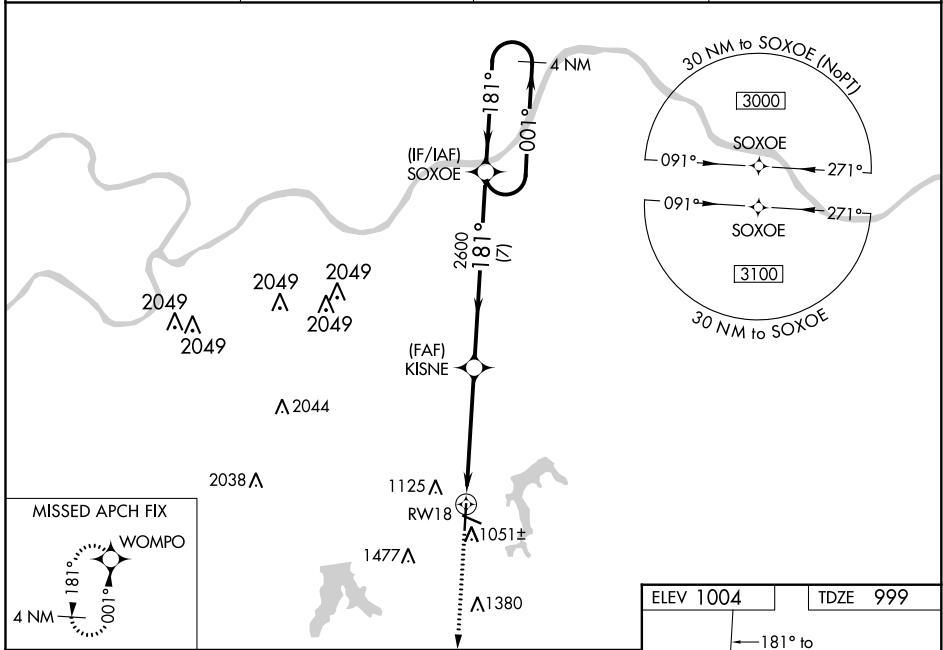 30 NM to SOXOE (NoPT)
3000
SOXOE
091°
271°
091°
271°
SOXOE
3100
30 NM to SOXOE
4 NM
181°
001°
(IF/IAF)
SOXOE
2600
181°
(7)
2049
2049
2049
2049
2049
(FAF)
KISNE
2044
2038
1125
RW18
1051±
1477
1380
MISSED APCH FIX
WOMPO
181°
001°
4 NM
ELEV 1004
TDZE 999
181° to